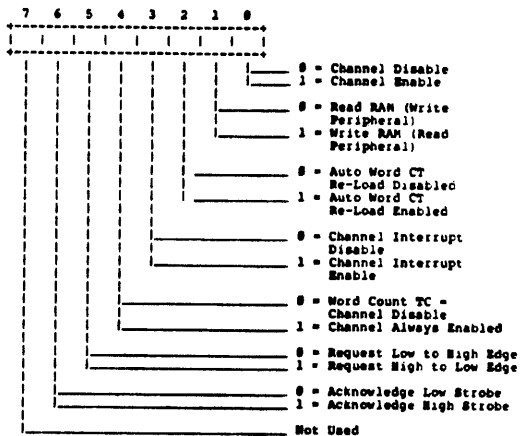 7 6 5 4 3 2 1 0
0 = Channel Disable
1 = Channel Enable
0 = Read RAM (Write
Peripheral)
1 = Write RAM (Read
Peripheral)
0 = Auto Word CT
Re-Load Disabled
1 = Auto Word CT
Re-Load Enabled
0 = Channel Interrupt
Disable
1 = Channel Interrupt
Enable
0 = Word Count TC =
Channel Disable
1 = Channel Always Enabled
0 = Request Low to High Edge
1 = Request High to Low Edge
0 = Acknowledge Low Strobe
1 = Acknowledge High Strobe
Not Used